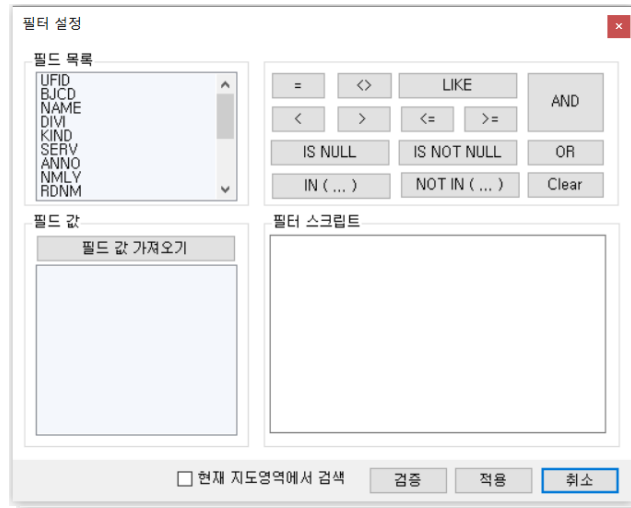 필터 설정
×
필드 목록
UFID
BJCD
NAME
DIVI
KIND
SERV
ANNO
NMLY
RDNM
= <> LIKE AND
< > <= >=
IS NULL IS NOT NULL OR
IN ( ... ) NOT IN ( ... ) Clear
필드 값
필드 값 가져오기
필터 스크립트
현재 지도영역에서 검색 검증 적용 취소